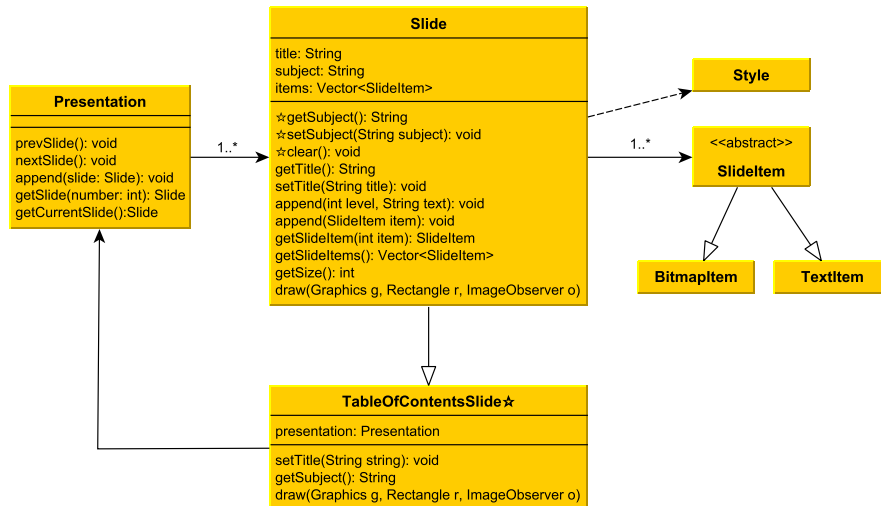 Slide
title: String
subject: String
items: Vector<SlideItem>
☆getSubject(): String
☆setSubject(String subject): void
☆clear(): void
getTitle(): String
setTitle(String title): void
append(int level, String text): void
append(SlideItem item): void
getSlideItem(int item): SlideItem
getSlideItems(): Vector<SlideItem>
getSize(): int
draw(Graphics g, Rectangle r, ImageObserver o)
Presentation
prevSlide(): void
nextSlide(): void
append(slide: Slide): void
getSlide(number: int): Slide
getCurrentSlide():Slide
1..*
1..*
Style
<<abstract>>
SlideItem
BitmapItem
TextItem
TableOfContentsSlide☆
presentation: Presentation
setTitle(String string): void
getSubject(): String
draw(Graphics g, Rectangle r, ImageObserver o)